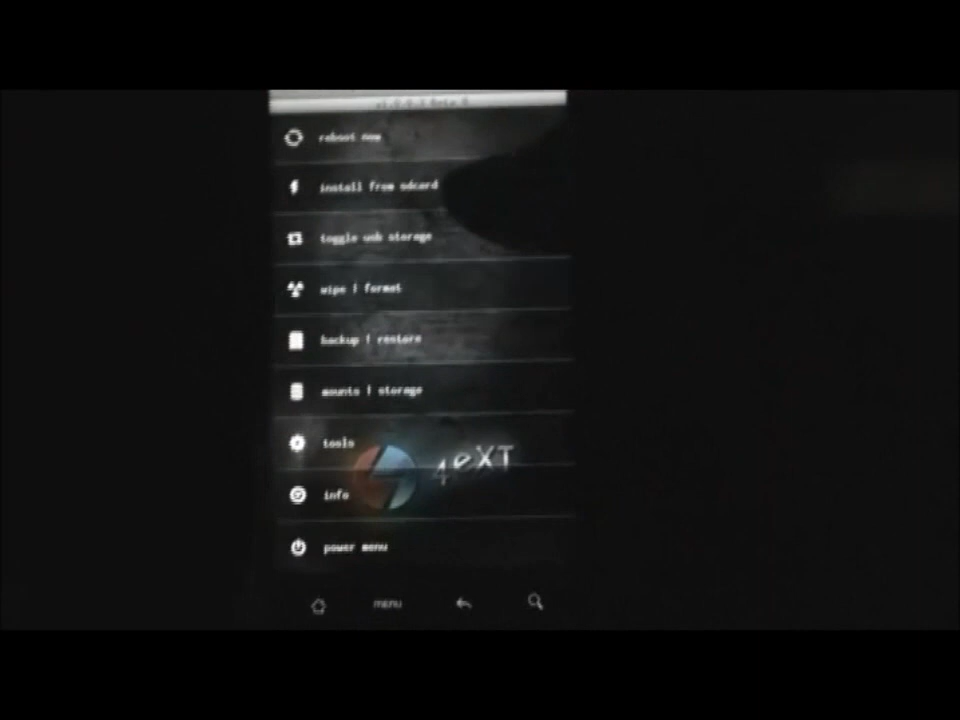 reboot now
install from sdcard
toggle usb storage
wipe | format
backup | restore
mounts | storage
tools
4eXT
info
power menu
menu